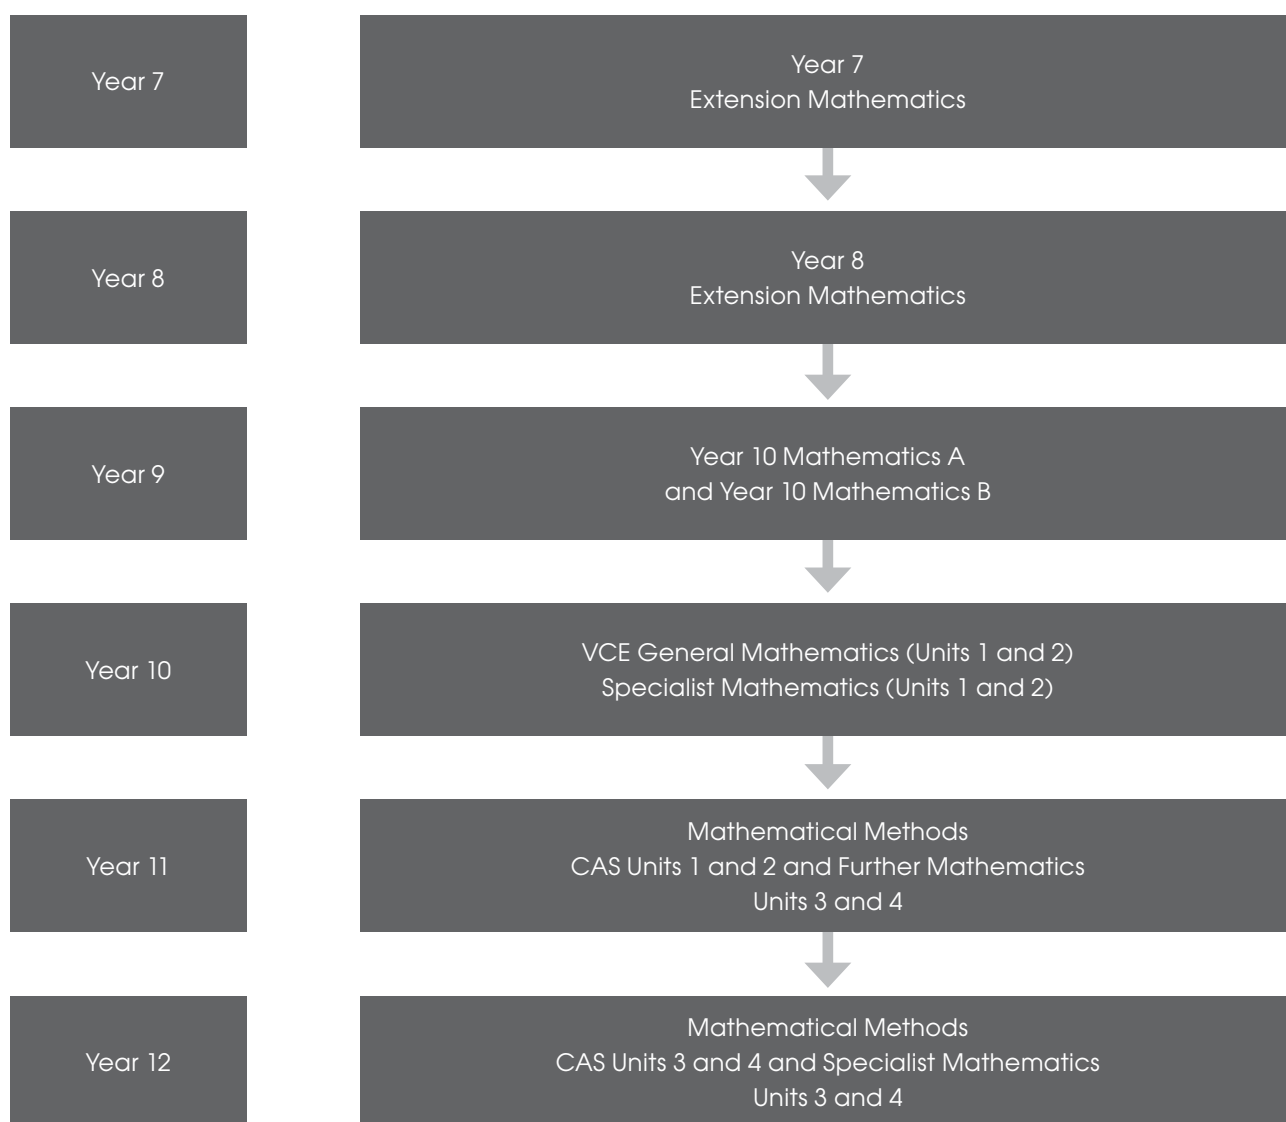 Year 7
Year 7
Extension Mathematics
Year 8
Year 8
Extension Mathematics
Year 9
Year 10 Mathematics A
and Year 10 Mathematics B
Year 10
VCE General Mathematics (Units 1 and 2)
Specialist Mathematics (Units 1 and 2)
Year 11
Mathematical Methods
CAS Units 1 and 2 and Further Mathematics
Units 3 and 4
Year 12
Mathematical Methods
CAS Units 3 and 4 and Specialist Mathematics
Units 3 and 4